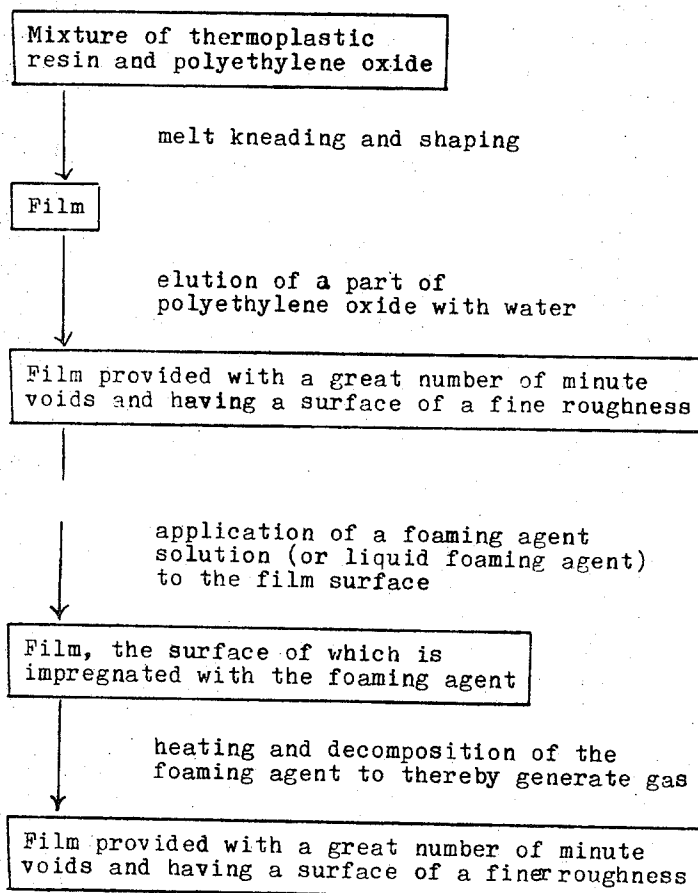 Mixture of thermoplastic
resin and polyethylene oxide
melt kneading and shaping
Film
elution of a part of
polyethylene oxide with water
Film provided with a great number of minute
voids and having a surface of a fine roughness
application of a foaming agent
solution (or liquid foaming agent)
to the film surface
Film, the surface of which is
impregnated with the foaming agent
heating and decomposition of the
foaming agent to thereby generate gas
Film provided with a great number of minute
voids and having a surface of a finer roughness